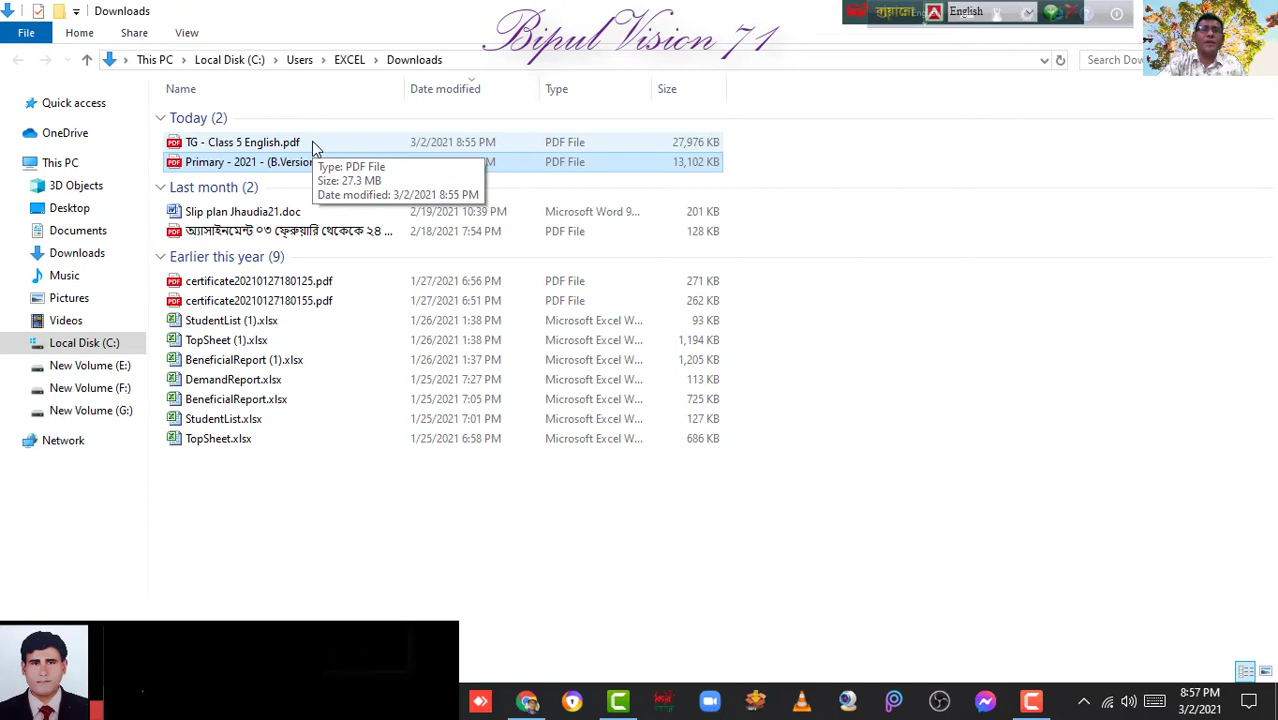 Downloads
Bipul Vision 71
English
File
Home
Share
View
This PC
Local Disk (C:)
Users
EXCEL
Downloads
Search Dow
Name
Date modified
Type
Size
Quick access
OneDrive
This PC
3D Objects
Desktop
Documents
Downloads
Music
Pictures
Videos
Local Disk (C:)
New Volume (E:)
New Volume (F:)
New Volume (G:)
Network
Today (2)
TG - Class 5 English.pdf 3/2/2021 8:55 PM PDF File 27,976 KB
Primary - 2021 - (B.Version PM PDF File 13,102 KB
Type: PDF File
Size: 27.3 MB
Date modified: 3/2/2021 8:55 PM
Last month (2)
Slip plan Jhaudia21.doc 2/19/2021 10:39 PM Microsoft Word 9... 201 KB
২৪ ... 2/18/2021 7:54 PM PDF File 128 KB
Earlier this year (9)
certificate20210127180125.pdf 1/27/2021 6:56 PM PDF File 271 KB
certificate20210127180155.pdf 1/27/2021 6:51 PM PDF File 262 KB
StudentList (1).xlsx 1/26/2021 1:38 PM Microsoft Excel W... 93 KB
TopSheet (1).xlsx 1/26/2021 1:38 PM Microsoft Excel W... 1,194 KB
BeneficialReport (1).xlsx 1/26/2021 1:37 PM Microsoft Excel W... 1,205 KB
DemandReport.xlsx 1/25/2021 7:27 PM Microsoft Excel W... 113 KB
BeneficialReport.xlsx 1/25/2021 7:05 PM Microsoft Excel W... 725 KB
StudentList.xlsx 1/25/2021 7:01 PM Microsoft Excel W... 127 KB
TopSheet.xlsx 1/25/2021 6:58 PM Microsoft Excel W... 686 KB
8:57 PM
3/2/2021